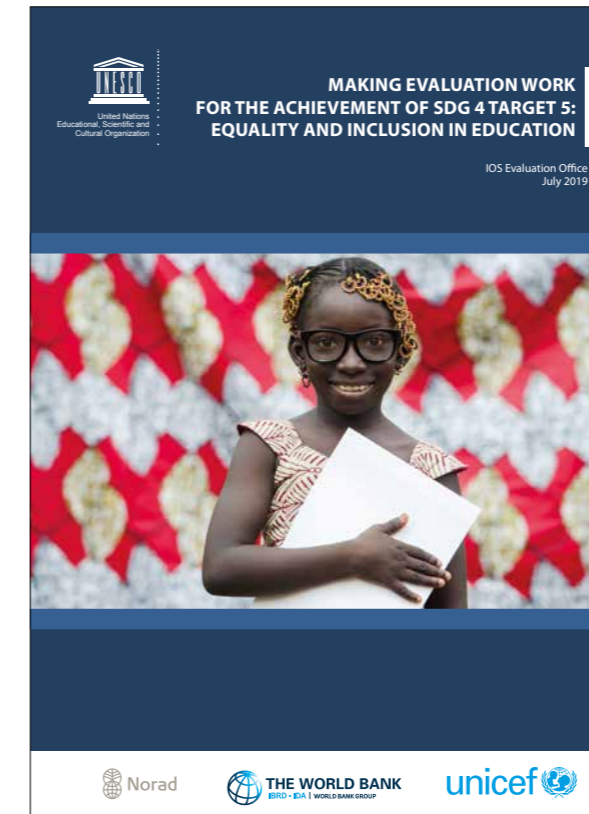 UNESCO
United Nations
Educational, Scientific and
Cultural Organization
MAKING EVALUATION WORK
FOR THE ACHIEVEMENT OF SDG 4 TARGET 5:
EQUALITY AND INCLUSION IN EDUCATION
IOS Evaluation Office
July 2019
Norad
THE WORLD BANK
IBRD • IDA | WORLD BANK GROUP
unicef